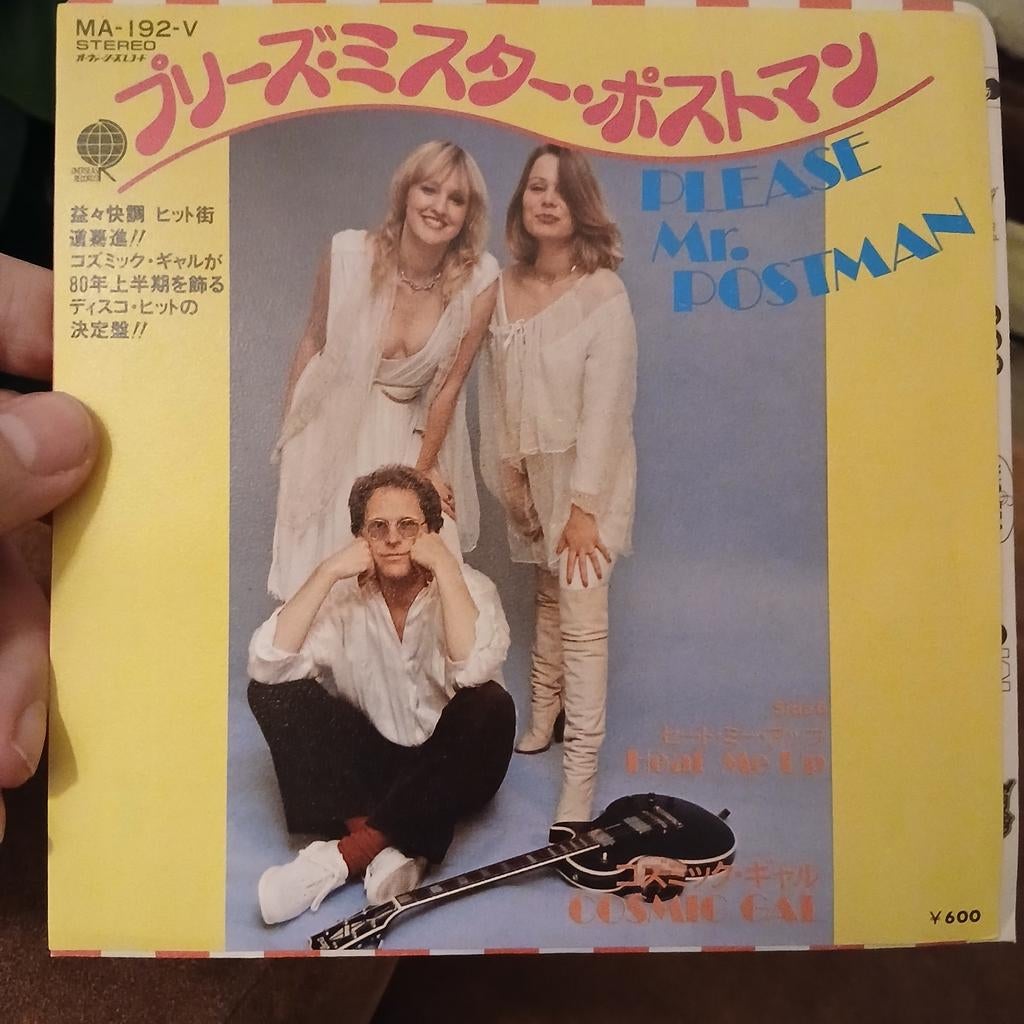 MA-192-V
STEREO
オーヴァーシーズレコード
プリーズ・ミスター・ポストマン
OVERSEAS
RECORDS
PLEASE
Mr.
POSTMAN
益々快調 ヒット街
道驀進!!
コズミック・ギャルが
80年上半期を飾る
ディスコ・ヒットの
決定盤!!
Side B
ヒート・ミー・アップ
Heat Me Up
コズミック・ギャル
COSMIC GAL
¥600